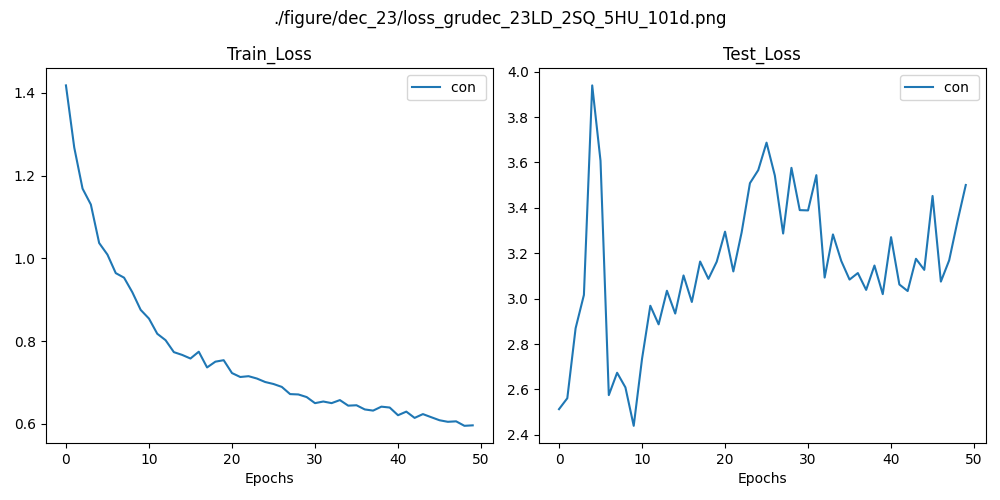 ./figure/dec_23/loss_grudec_23LD_2SQ_5HU_101d.png
Train_Loss
con
1.4
1.2
1.0
0.8
0.6
0 10 20 30 40 50
Epochs
Test_Loss
con
4.0
3.8
3.6
3.4
3.2
3.0
2.8
2.6
2.4
0 10 20 30 40 50
Epochs